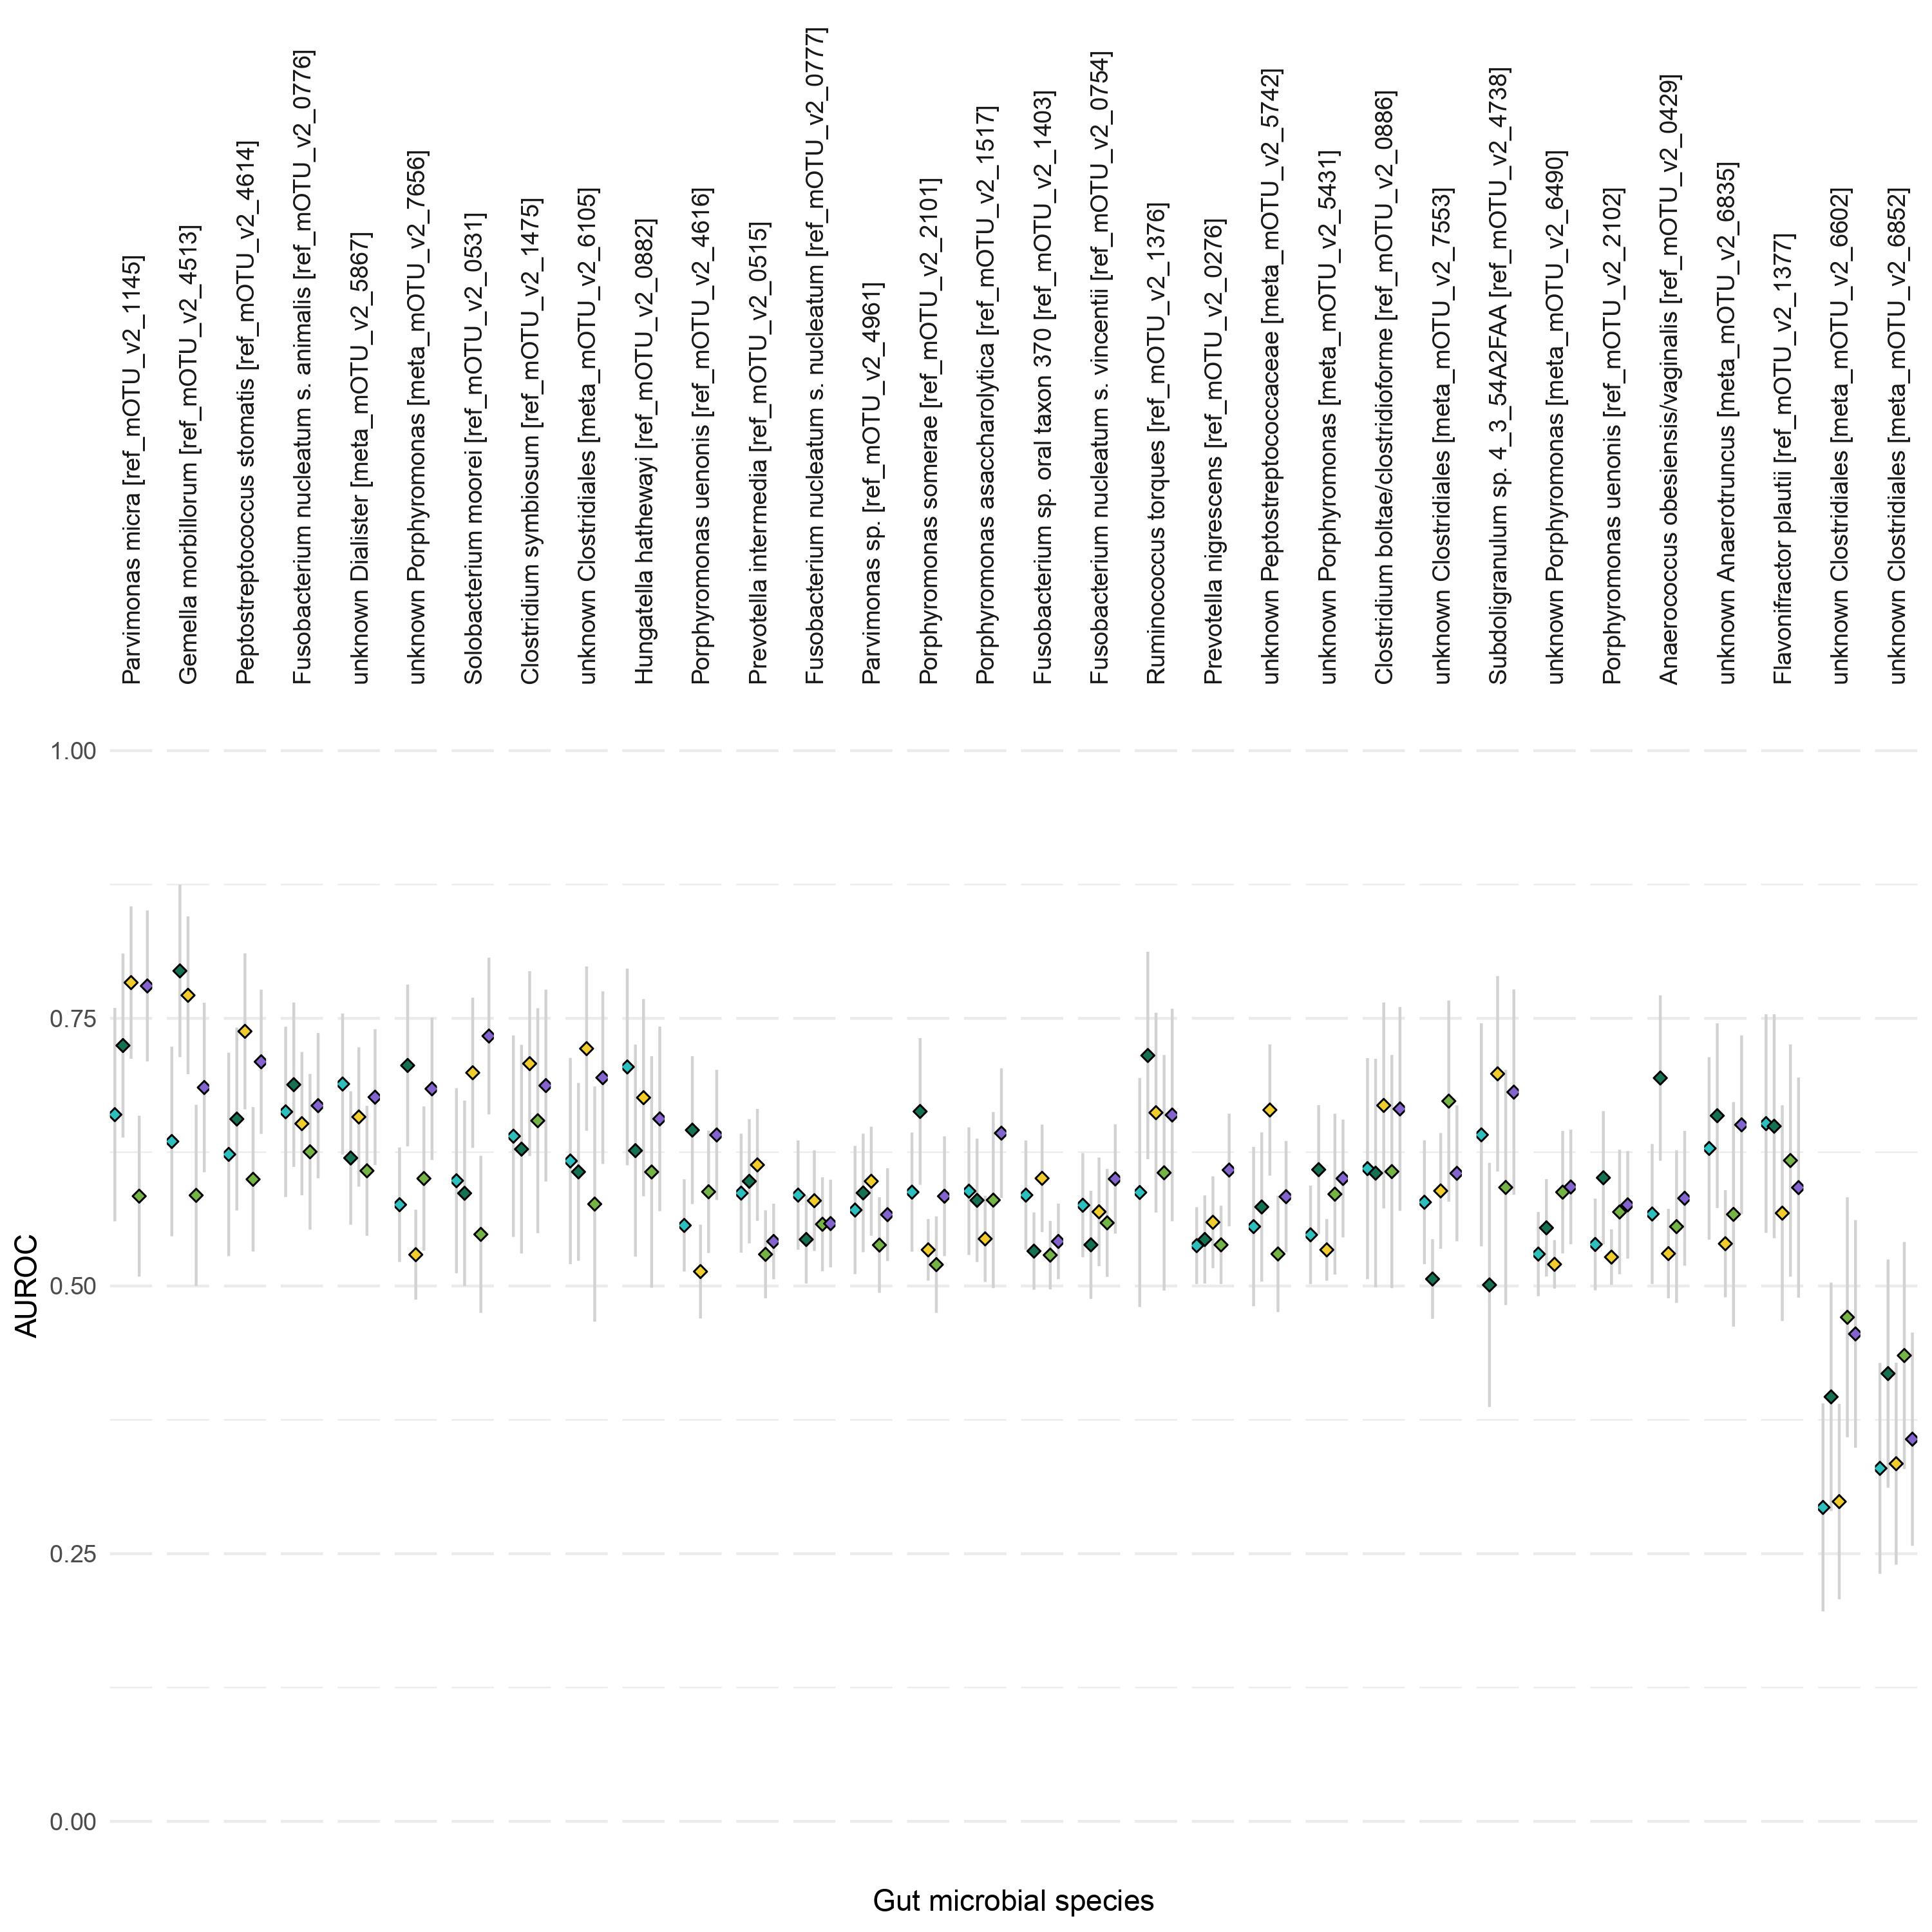 Parvimonas micra [ref_mOTU_v2_1145]
Gemella morbillorum [ref_mOTU_v2_4513]
Peptostreptococcus stomatis [ref_mOTU_v2_4614]
Fusobacterium nucleatum s. animalis [ref_mOTU_v2_0776]
unknown Dialister [meta_mOTU_v2_5867]
unknown Porphyromonas [meta_mOTU_v2_7656]
Solobacterium moorei [ref_mOTU_v2_0531]
Clostridium symbiosum [ref_mOTU_v2_1475]
unknown Clostridiales [meta_mOTU_v2_6105]
Hungatella hathewayi [ref_mOTU_v2_0882]
Porphyromonas uenonis [ref_mOTU_v2_4616]
Prevotella intermedia [ref_mOTU_v2_0515]
Fusobacterium nucleatum s. nucleatum [ref_mOTU_v2_0777]
Parvimonas sp. [ref_mOTU_v2_4961]
Porphyromonas somerae [ref_mOTU_v2_2101]
Porphyromonas asaccharolytica [ref_mOTU_v2_1517]
Fusobacterium sp. oral taxon 370 [ref_mOTU_v2_1403]
Fusobacterium nucleatum s. vincentii [ref_mOTU_v2_0754]
Ruminococcus torques [ref_mOTU_v2_1376]
Prevotella nigrescens [ref_mOTU_v2_0276]
unknown Peptostreptococcaceae [meta_mOTU_v2_5742]
unknown Porphyromonas [meta_mOTU_v2_5431]
Clostridium boltae/clostridioforme [ref_mOTU_v2_0886]
unknown Clostridiales [meta_mOTU_v2_7553]
Subdoligranulum sp. 4_3_54A2FAA [ref_mOTU_v2_4738]
unknown Porphyromonas [meta_mOTU_v2_6490]
Porphyromonas uenonis [ref_mOTU_v2_2102]
Anaerococcus obesiensis/vaginalis [ref_mOTU_v2_0429]
unknown Anaerotruncus [meta_mOTU_v2_6835]
Flavonifractor plautii [ref_mOTU_v2_1377]
unknown Clostridiales [meta_mOTU_v2_6602]
unknown Clostridiales [meta_mOTU_v2_6852]
1.00
0.75
0.50
0.25
0.00
AUROC
Gut microbial species